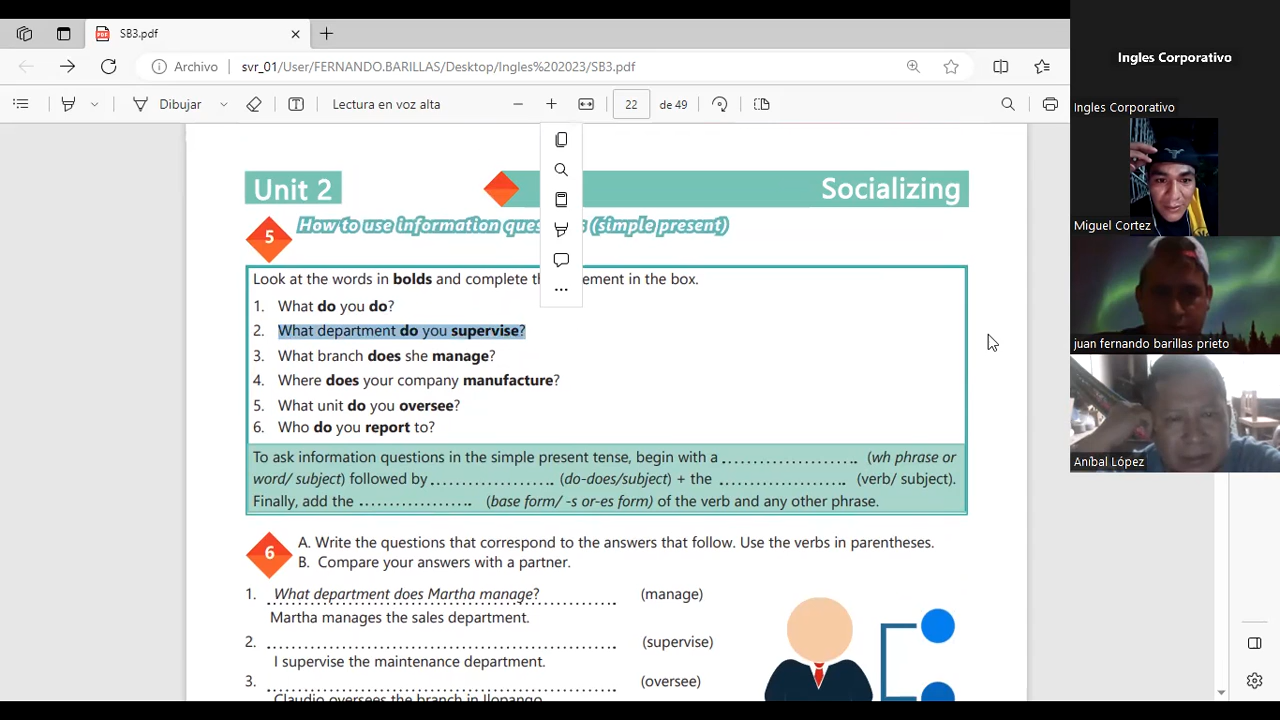 SB3.pdf
Archivo svr_01/User/FERNANDO.BARILLAS/Desktop/Ingles%202023/SB3.pdf
Dibujar Lectura en voz alta 22 de 49
Unit 2 Socializing
5 How to use information ques s (simple present)
Look at the words in bolds and complete th ement in the box.
1. What do you do?
2. What department do you supervise?
3. What branch does she manage?
4. Where does your company manufacture?
5. What unit do you oversee?
6. Who do you report to?
To ask information questions in the simple present tense, begin with a .................... (wh phrase or
word/ subject) followed by .................... (do-does/subject) + the .................... (verb/ subject).
Finally, add the .................... (base form/ -s or-es form) of the verb and any other phrase.
6 A. Write the questions that correspond to the answers that follow. Use the verbs in parentheses.
B. Compare your answers with a partner.
1. What department does Martha manage? (manage)
Martha manages the sales department.
2. .................... (supervise)
I supervise the maintenance department.
3. .................... (oversee)
Claudio oversees the branch in Ilopango.
Ingles Corporativo
Ingles Corporativo
Miguel Cortez
juan fernando barillas prieto
Aníbal López